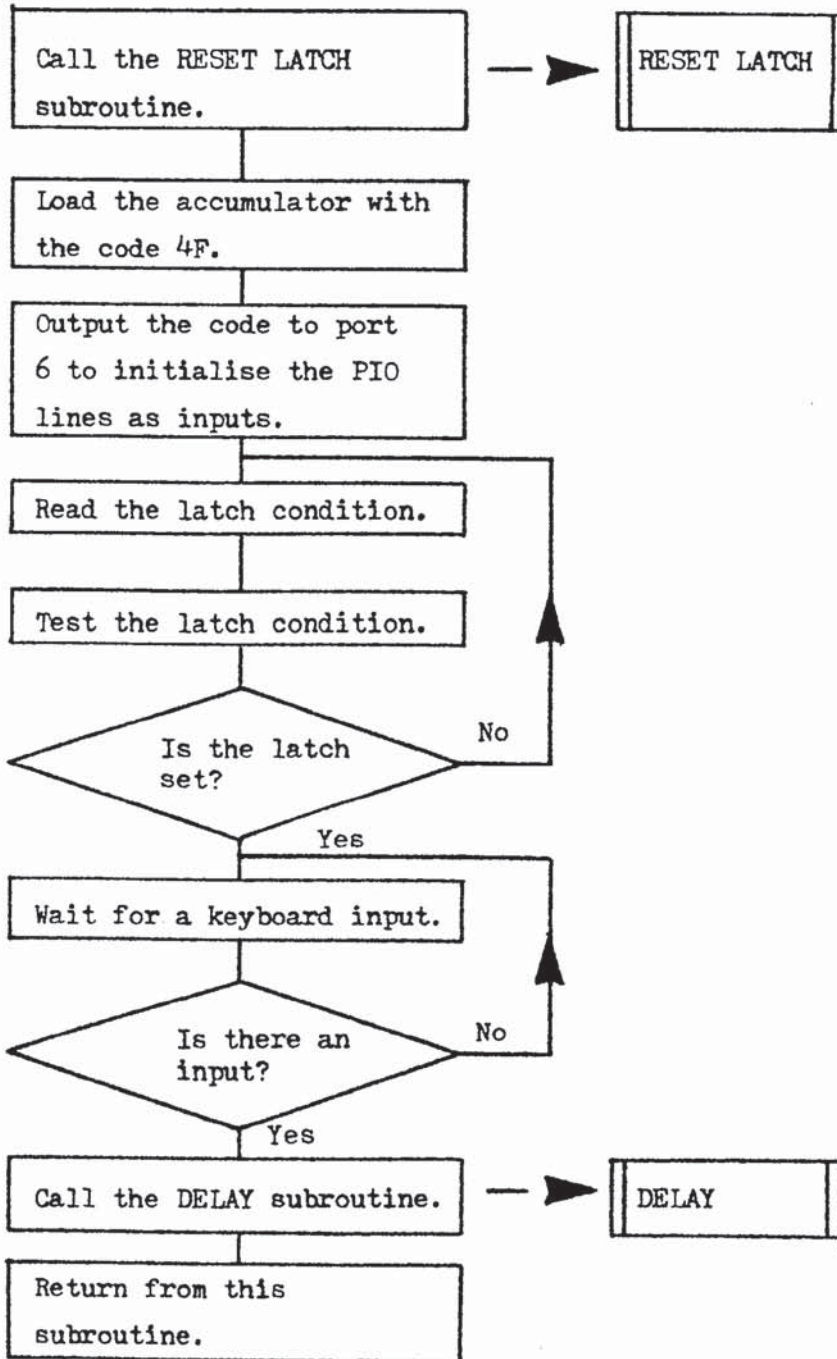 Call the RESET LATCH
subroutine.
RESET LATCH
Load the accumulator with
the code 4F.
Output the code to port
6 to initialise the PIO
lines as inputs.
Read the latch condition.
Test the latch condition.
Is the latch
set?
No
Yes
Wait for a keyboard input.
Is there an
input?
No
Yes
Call the DELAY subroutine.
DELAY
Return from this
subroutine.